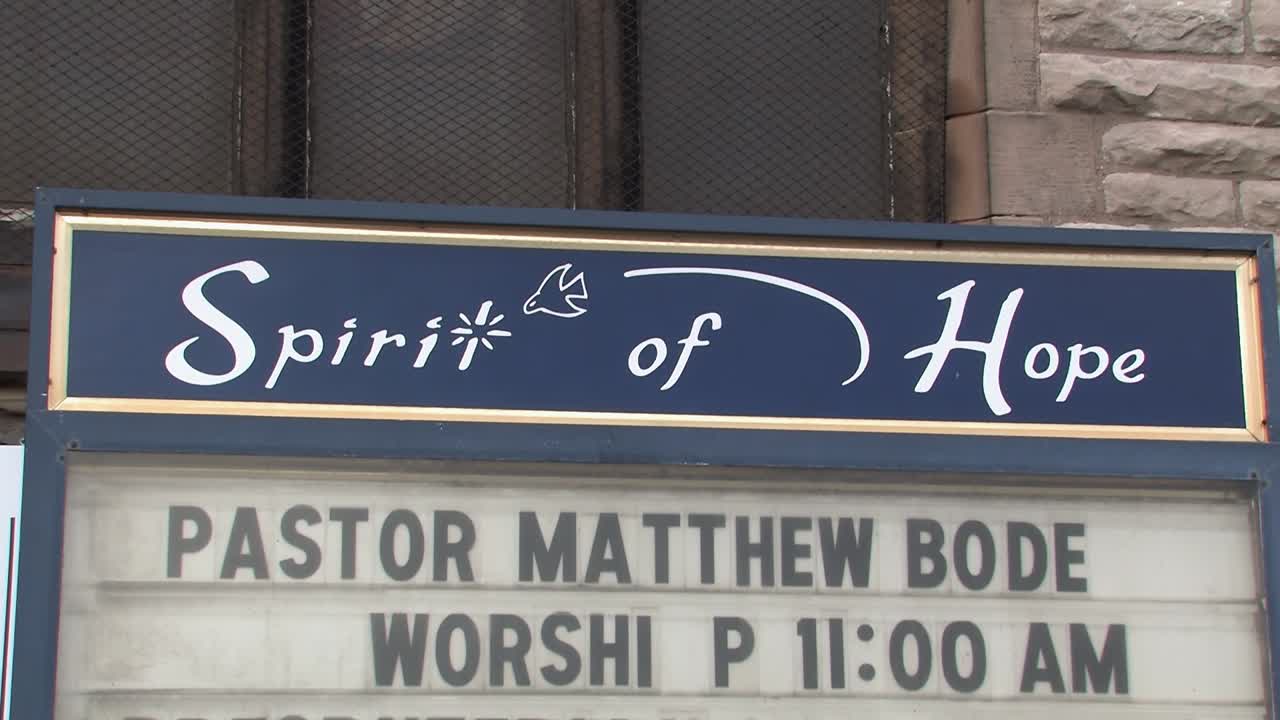 Spirit of Hope
PASTOR MATTHEW BODE
WORSHI P 11:00 AM